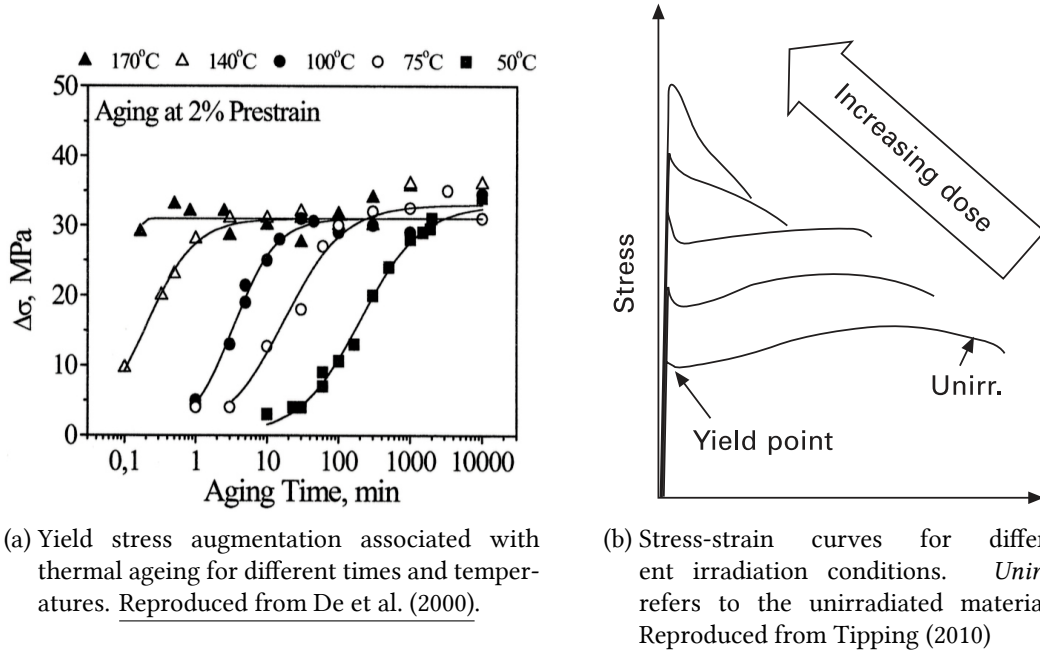 ▲ 170°C △ 140°C ● 100°C ○ 75°C ■ 50°C
50
40
30
20
10
0
Δσ, MPa
Aging at 2% Prestrain
0,1 1 10 100 1000 10000
Aging Time, min
Stress
Increasing dose
Unirr.
Yield point
(a) Yield stress augmentation associated with
thermal ageing for different times and temper-
atures. Reproduced from De et al. (2000).
(b) Stress-strain curves for differ
ent irradiation conditions. Unir
refers to the unirradiated materia
Reproduced from Tipping (2010)